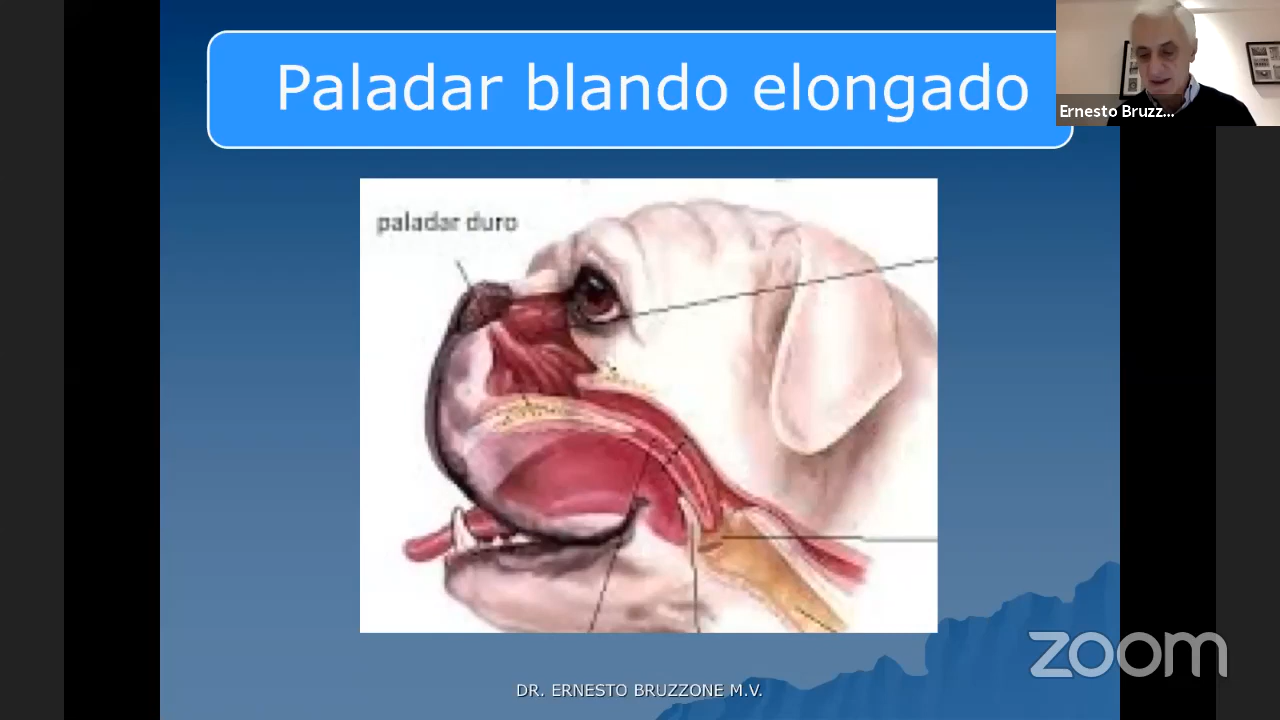 Paladar blando elongado
Ernesto Bruzz...
paladar duro
zoom
DR. ERNESTO BRUZZONE M.V.